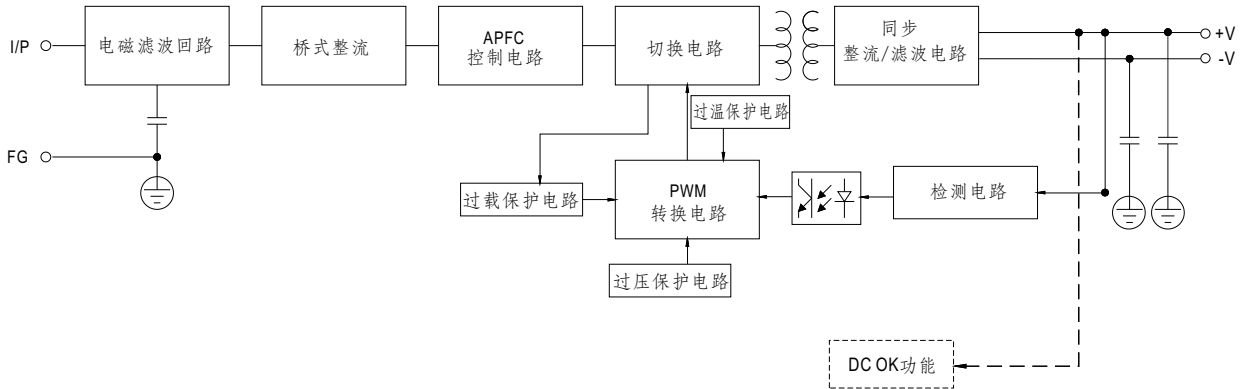 I/P
电磁滤波回路
桥式整流
APFC
控制电路
切换电路
同步
整流/滤波电路
+V
-V
过温保护电路
FG
过载保护电路
PWM
转换电路
检测电路
过压保护电路
DC OK功能